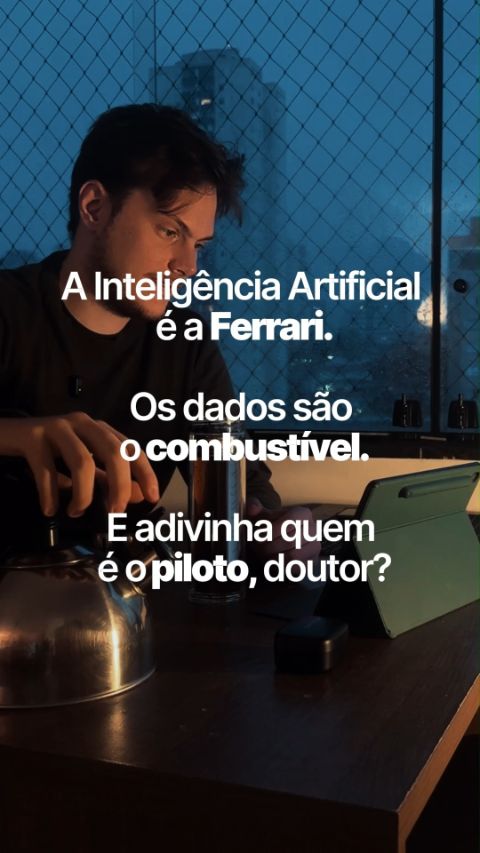 A Inteligência Artificial
é a Ferrari.
Os dados são
o combustível.
E adivinha quem
é o piloto, doutor?